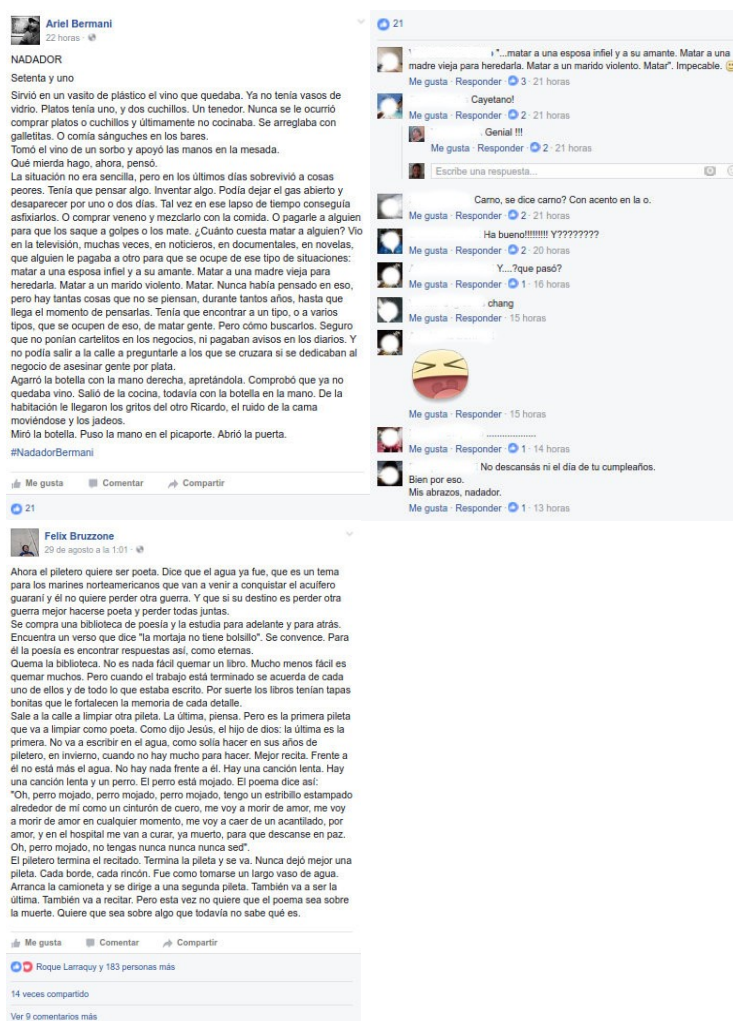 Ariel Bermani
22 horas ·
NADADOR
Setenta y uno
Sirvió en un vasito de plástico el vino que quedaba. Ya no tenía vasos de
vidrio. Platos tenía uno, y dos cuchillos. Un tenedor. Nunca se le ocurrió
comprar platos o cuchillos y últimamente no cocinaba. Se arreglaba con
galletitas. O comía sánguches en los bares.
Tomó el vino de un sorbo y apoyó las manos en la mesada.
Qué mierda hago, ahora, pensó.
La situación no era sencilla, pero en los últimos días sobrevivió a cosas
peores. Tenía que pensar algo. Inventar algo. Podía dejar el gas abierto y
desaparecer por uno o dos días. Tal vez en ese lapso de tiempo conseguía
asfixiarlos. O comprar veneno y mezclarlo con la comida. O pagarle a alguien
para que los saque a golpes o los mate. ¿Cuánto cuesta matar a alguien? Vio
en la televisión, muchas veces, en noticieros, en documentales, en novelas,
que alguien le pagaba a otro para que se ocupe de ese tipo de situaciones:
matar a una esposa infiel y a su amante. Matar a una madre vieja para
heredarla. Matar a un marido violento. Matar. Nunca había pensado en eso,
pero hay tantas cosas que no se piensan, durante tantos años, hasta que
llega el momento de pensarlas. Tenía que encontrar a un tipo, o a varios
tipos, que se ocupen de eso, de matar gente. Pero cómo buscarlos. Seguro
que no ponían cartelitos en los negocios, ni pagaban avisos en los diarios. Y
no podía salir a la calle a preguntarle a los que se cruzara si se dedicaban al
negocio de asesinar gente por plata.
Agarró la botella con la mano derecha, apretándola. Comprobó que ya no
quedaba vino. Salió de la cocina, todavía con la botella en la mano. De la
habitación le llegaron los gritos del otro Ricardo, el ruido de la cama
moviéndose y los jadeos.
Miró la botella. Puso la mano en el picaporte. Abrió la puerta.
#NadadorBermani
Me gusta Comentar Compartir
21
21
"...matar a una esposa infiel y a su amante. Matar a una
madre vieja para heredarla. Matar a un marido violento. Matar". Impecable.
Me gusta · Responder · 3 · 21 horas
Cayetano!
Me gusta · Responder · 2 · 21 horas
Genial !!!
Me gusta · Responder · 2 · 21 horas
Escribe una respuesta...
Carno, se dice carno? Con acento en la o.
Me gusta · Responder · 2 · 21 horas
Ha bueno!!!!!!!!! Y????????
Me gusta · Responder · 2 · 20 horas
Y....?que pasó?
Me gusta · Responder · 1 · 16 horas
chang
Me gusta · Responder · 15 horas
Me gusta · Responder · 15 horas
...................
Me gusta · Responder · 1 · 14 horas
No descansás ni el día de tu cumpleaños.
Bien por eso.
Mis abrazos, nadador.
Me gusta · Responder · 1 · 13 horas
Felix Bruzzone
29 de agosto a la 1:01 ·
Ahora el piletero quiere ser poeta. Dice que el agua ya fue, que es un tema
para los marines norteamericanos que van a venir a conquistar el acuífero
guaraní y él no quiere perder otra guerra. Y que si su destino es perder otra
guerra mejor hacerse poeta y perder todas juntas.
Se compra una biblioteca de poesía y la estudia para adelante y para atrás.
Encuentra un verso que dice "la mortaja no tiene bolsillo". Se convence. Para
él la poesía es encontrar respuestas así, como eternas.
Quema la biblioteca. No es nada fácil quemar un libro. Mucho menos fácil es
quemar muchos. Pero cuando el trabajo está terminado se acuerda de cada
uno de ellos y de todo lo que estaba escrito. Por suerte los libros tenían tapas
bonitas que le fortalecen la memoria de cada detalle.
Sale a la calle a limpiar otra pileta. La última, piensa. Pero es la primera pileta
que va a limpiar como poeta. Como dijo Jesús, el hijo de dios: la última es la
primera. No va a escribir en el agua, como solía hacer en sus años de
piletero, en invierno, cuando no hay mucho para hacer. Mejor recita. Frente a
él no está más el agua. No hay nada frente a él. Hay una canción lenta. Hay
una canción lenta y un perro. El perro está mojado. El poema dice así:
"Oh, perro mojado, perro mojado, perro mojado, tengo un estribillo estampado
alrededor de mí como un cinturón de cuero, me voy a morir de amor, me voy
a morir de amor en cualquier momento, me voy a caer de un acantilado, por
amor, y en el hospital me van a curar, ya muerto, para que descanse en paz.
Oh, perro mojado, no tengas nunca nunca nunca sed".
El piletero termina el recitado. Termina la pileta y se va. Nunca dejó mejor una
pileta. Cada borde, cada rincón. Fue como tomarse un largo vaso de agua.
Arranca la camioneta y se dirige a una segunda pileta. También va a ser la
última. También va a recitar. Pero esta vez no quiere que el poema sea sobre
la muerte. Quiere que sea sobre algo que todavía no sabe qué es.
Me gusta Comentar Compartir
Roque Larraquy y 183 personas más
14 veces compartido
Ver 9 comentarios más